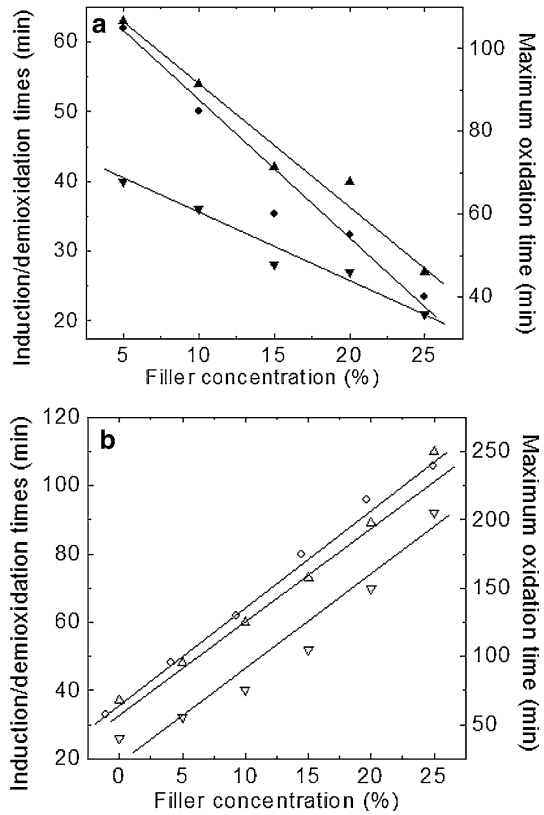 a
60
50
40
30
20
Induction/demioxidation times (min)
100
80
60
40
Maximum oxidation time (min)
5 10 15 20 25
Filler concentration (%)
b
120
100
80
60
40
20
Induction/demioxidation times (min)
250
200
150
100
50
Maximum oxidation time (min)
0 5 10 15 20 25
Filler concentration (%)